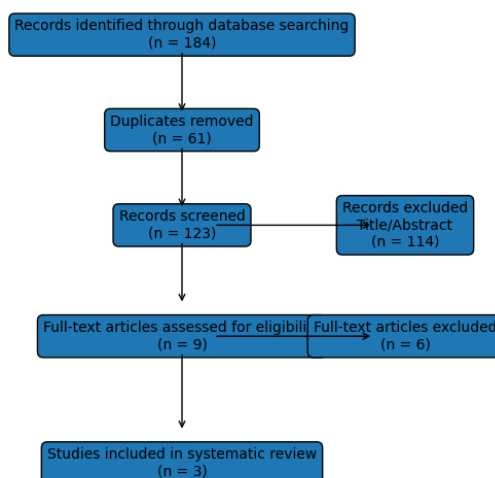 Records identified through database searching
(n = 184)
Duplicates removed
(n = 61)
Records screened
(n = 123)
Records excluded
Title/Abstract
(n = 114)
Full-text articles assessed for eligibili
(n = 9)
Full-text articles excluded
(n = 6)
Studies included in systematic review
(n = 3)